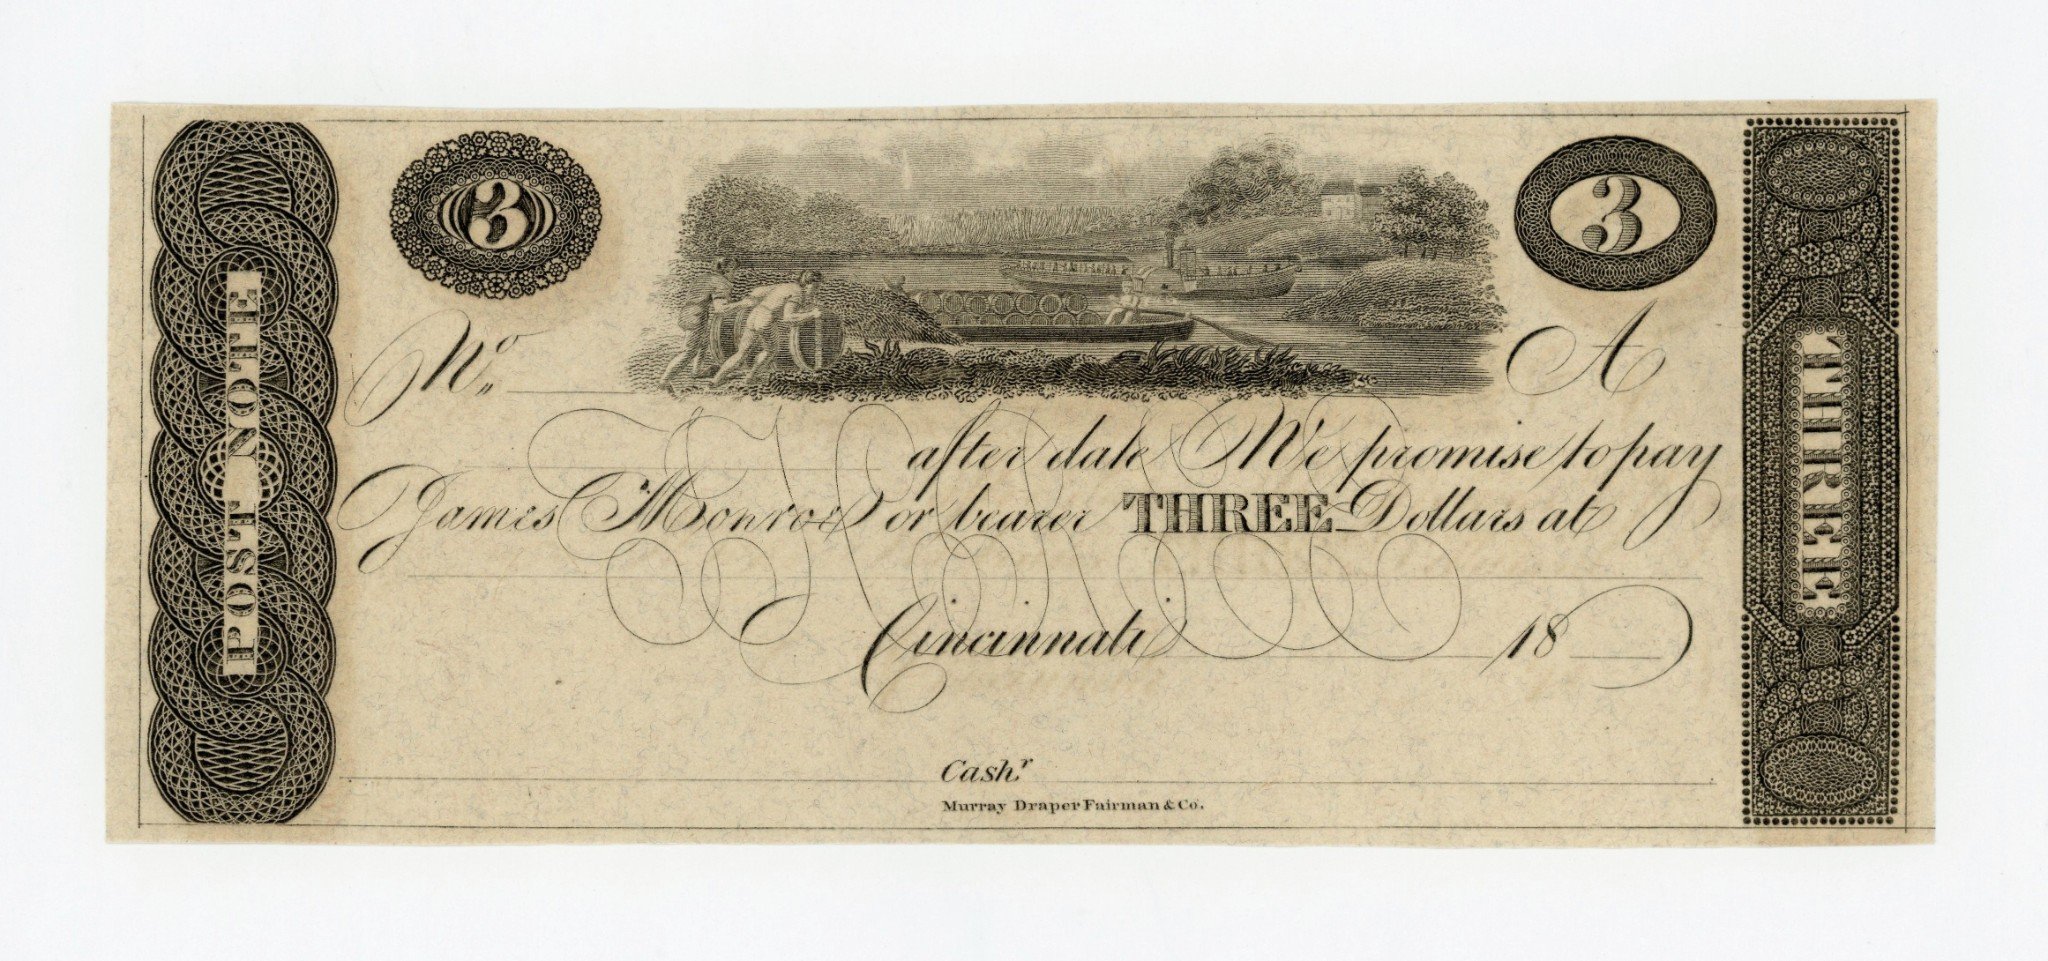 POST NOTE
3
3
THREE
No. A
after date We promise to pay
James Monroe or bearer THREE Dollars at
Cincinnati 18
Cashr
Murray Draper Fairman & Co.